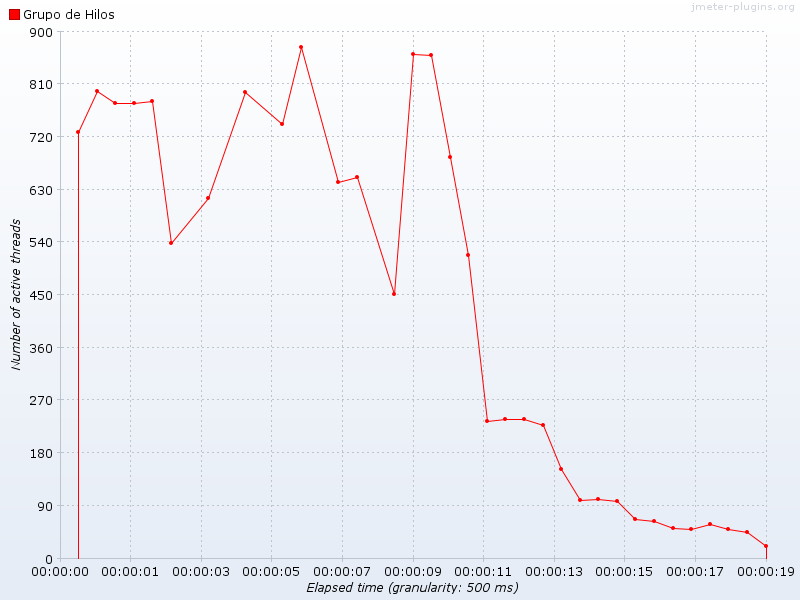 jmeter-plugins.org
Grupo de Hilos
900
810
720
630
540
450
360
270
180
90
0
Number of active threads
00:00:00 00:00:01 00:00:03 00:00:05 00:00:07 00:00:09 00:00:11 00:00:13 00:00:15 00:00:17 00:00:19
Elapsed time (granularity: 500 ms)